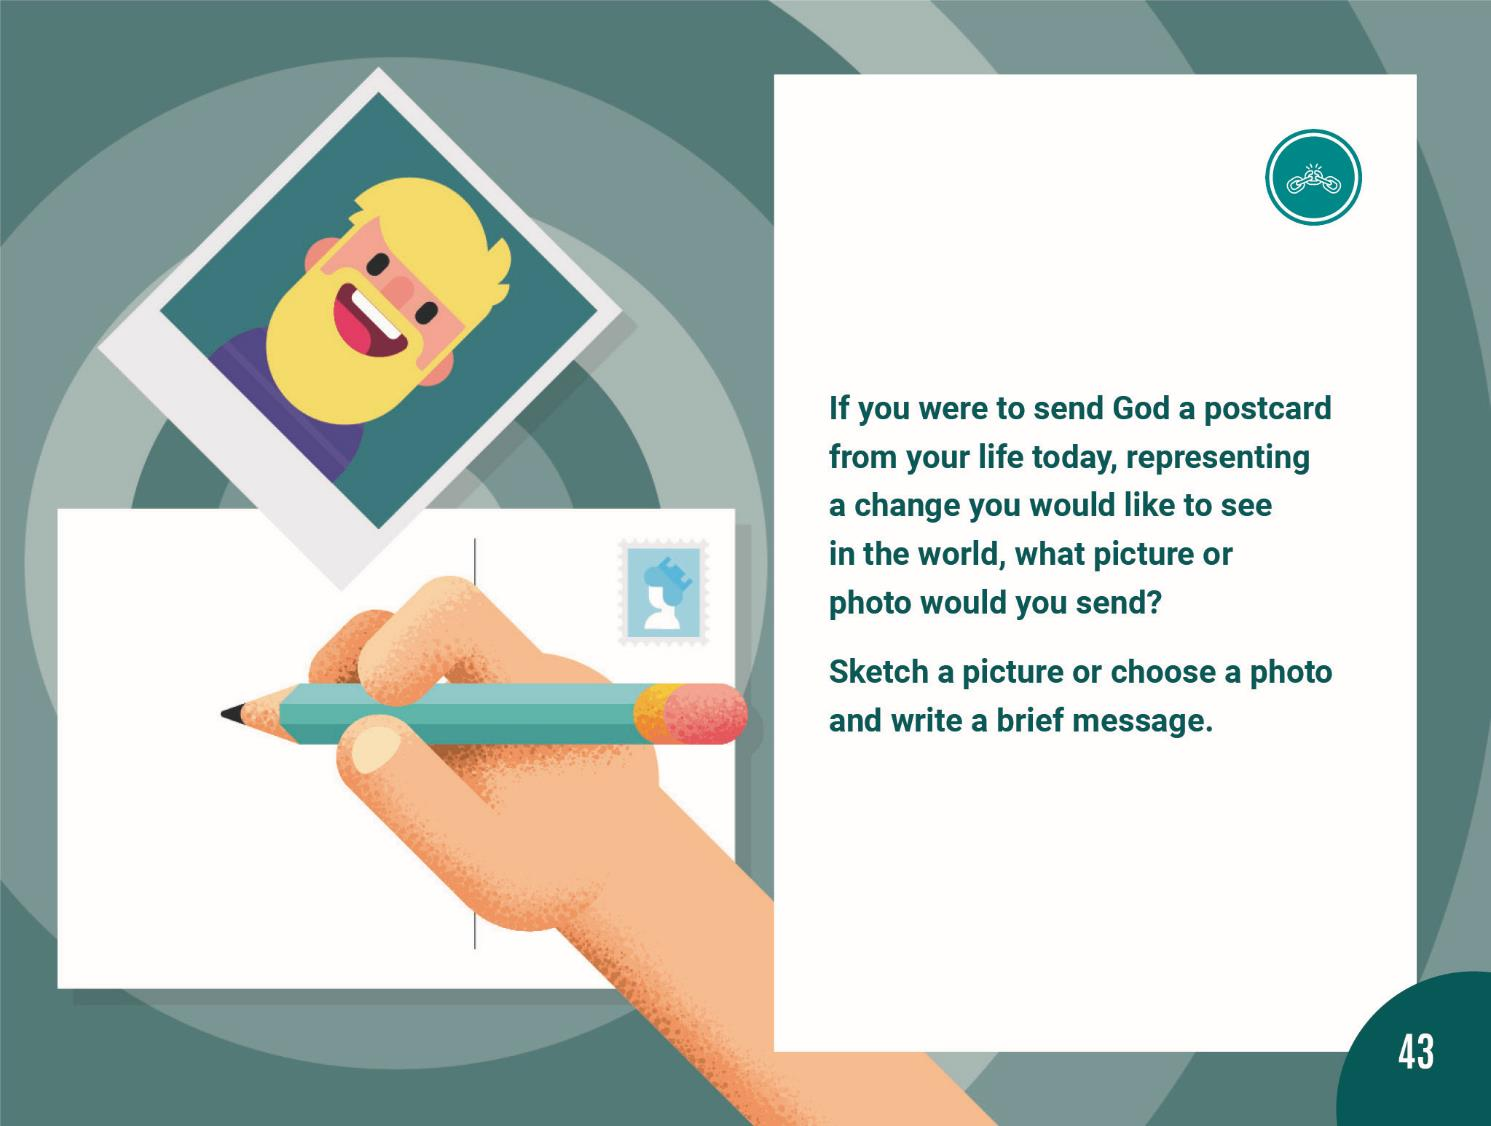 If you were to send God a postcard
from your life today, representing
a change you would like to see
in the world, what picture or
photo would you send?
Sketch a picture or choose a photo
and write a brief message.
43